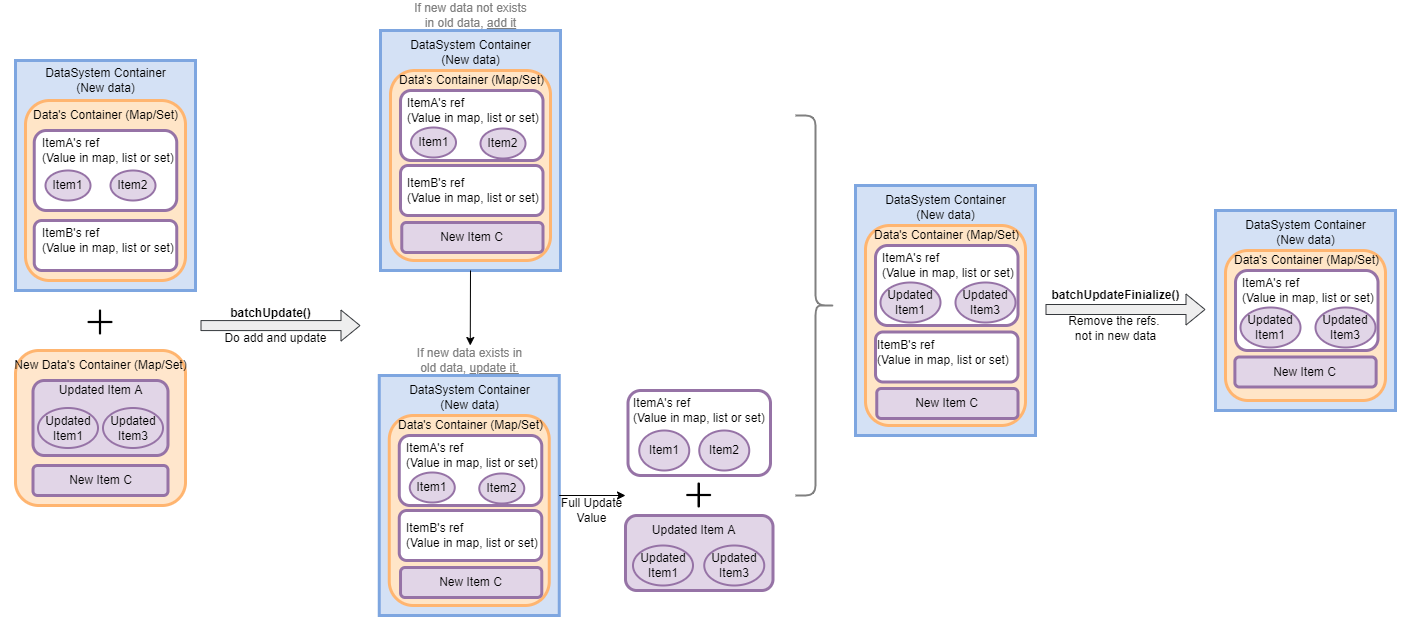 DataSystem Container
(New data)
Data's Container (Map/Set)
ItemA's ref
(Value in map, list or set)
Item1
Item2
ItemB's ref
(Value in map, list or set)
New Data's Container (Map/Set)
Updated Item A
Updated
Item1
Updated
Item3
New Item C
batchUpdate()
Do add and update
If new data not exists
in old data, add it
DataSystem Container
(New data)
Data's Container (Map/Set)
ItemA's ref
(Value in map, list or set)
Item1
Item2
ItemB's ref
(Value in map, list or set)
New Item C
If new data exists in
old data, update it.
DataSystem Container
(New data)
Data's Container (Map/Set)
ItemA's ref
(Value in map, list or set)
Item1
Item2
ItemB's ref
(Value in map, list or set)
New Item C
Full Update
Value
ItemA's ref
(Value in map, list or set)
Item1
Item2
Updated Item A
Updated
Item1
Updated
Item3
DataSystem Container
(New data)
Data's Container (Map/Set)
ItemA's ref
(Value in map, list or set)
Updated
Item1
Updated
Item3
ItemB's ref
(Value in map, list or set)
New Item C
batchUpdateFinialize()
Remove the refs.
not in new data
DataSystem Container
(New data)
Data's Container (Map/Set)
ItemA's ref
(Value in map, list or set)
Updated
Item1
Updated
Item3
New Item C